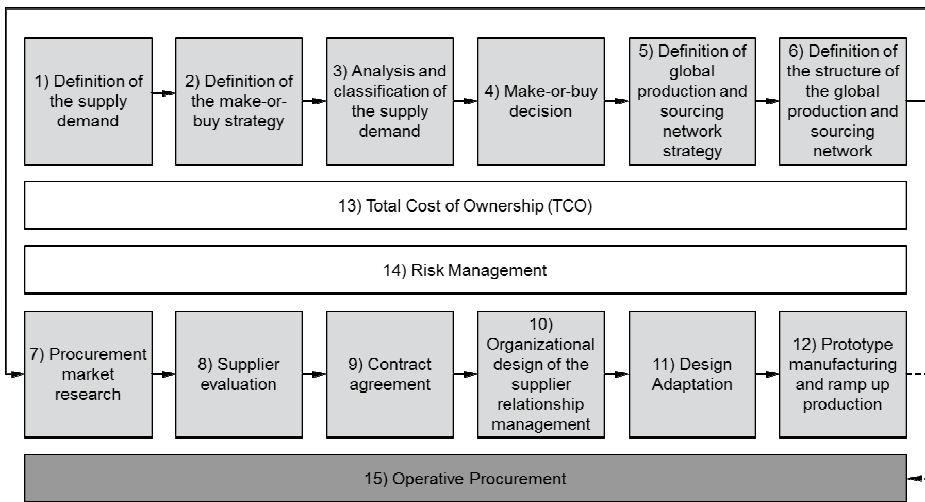 1) Definition of
the supply
demand
2) Definition of
the make-or-
buy strategy
3) Analysis and
classification of
the supply
demand
4) Make-or-buy
decision
5) Definition of
global
production and
sourcing
network
strategy
6) Definition of
the structure of
the global
production and
sourcing
network
13) Total Cost of Ownership (TCO)
14) Risk Management
7) Procurement
market
research
8) Supplier
evaluation
9) Contract
agreement
10)
Organizational
design of the
supplier
relationship
management
11) Design
Adaptation
12) Prototype
manufacturing
and ramp up
production
15) Operative Procurement